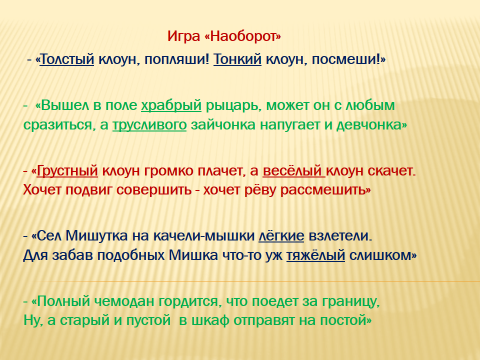 Игра «Наоборот»
- «Толстый клоун, попляши! Тонкий клоун, посмеши!»
- «Вышел в поле храбрый рыцарь, может он с любым
сразиться, а трусливого зайчонка напугает и девчонка»
- «Грустный клоун громко плачет, а весёлый клоун скачет.
Хочет подвиг совершить - хочет рёву рассмешить»
- «Сел Мишутка на качели-мышки лёгкие взлетели.
Для забав подобных Мишка что-то уж тяжёлый слишком»
- «Полный чемодан гордится, что поедет за границу,
Ну, а старый и пустой в шкаф отправят на постой»